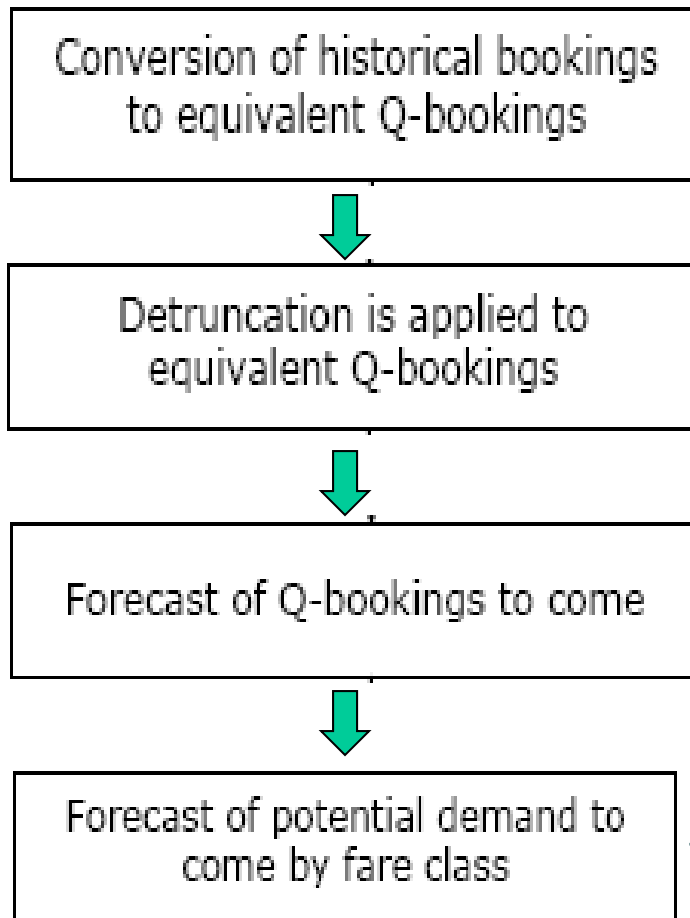 Conversion of historical bookings
to equivalent Q-bookings
Detruncation is applied to
equivalent Q-bookings
Forecast of Q-bookings to come
Forecast of potential demand to
come by fare class